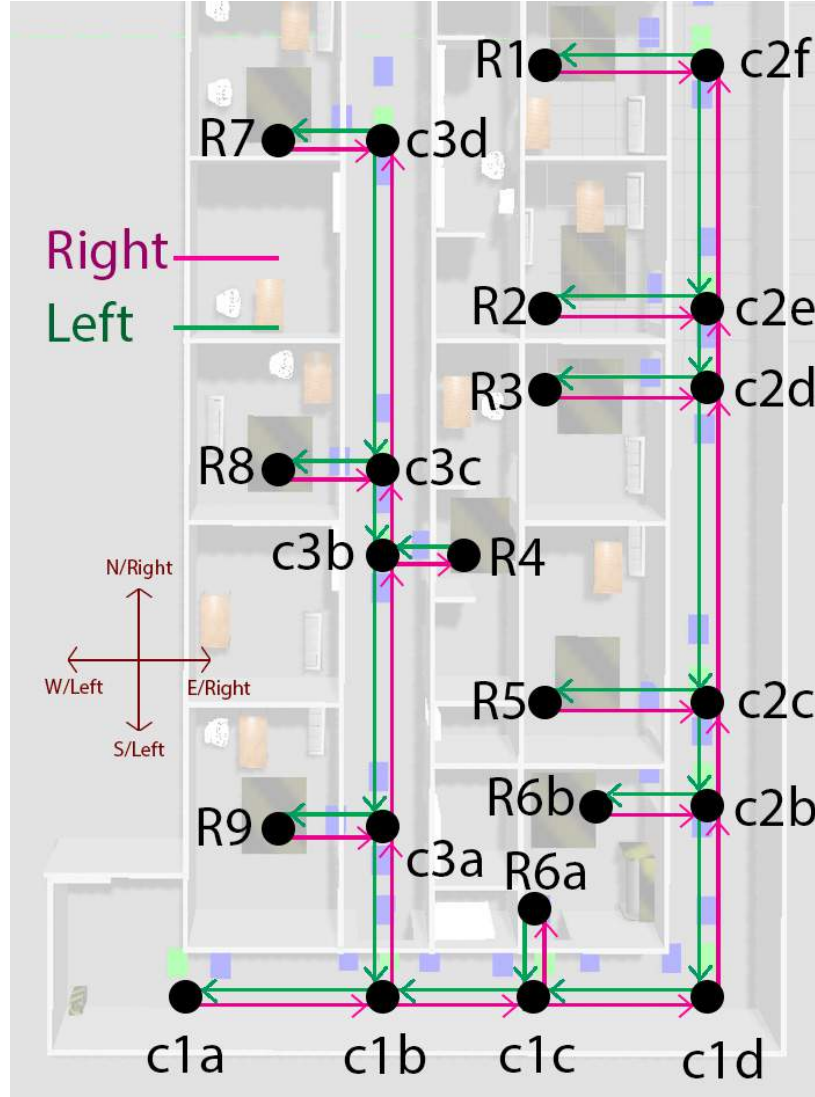 R1
c2f
R7
c3d
Right
Left
R2
c2e
R3
c2d
R8
c3c
c3b
R4
N/Right
W/Left
E/Right
S/Left
R5
c2c
R6b
c2b
R9
c3a
R6a
c1a
c1b
c1c
c1d